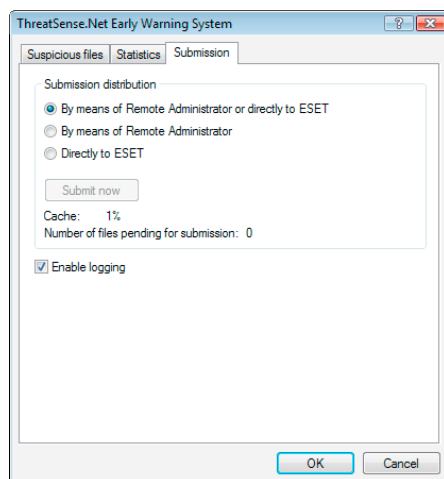 ThreatSense.Net Early Warning System
Suspicious files Statistics Submission
Submission distribution
By means of Remote Administrator or directly to ESET
By means of Remote Administrator
Directly to ESET
Submit now
Cache: 1%
Number of files pending for submission: 0
Enable logging
OK Cancel